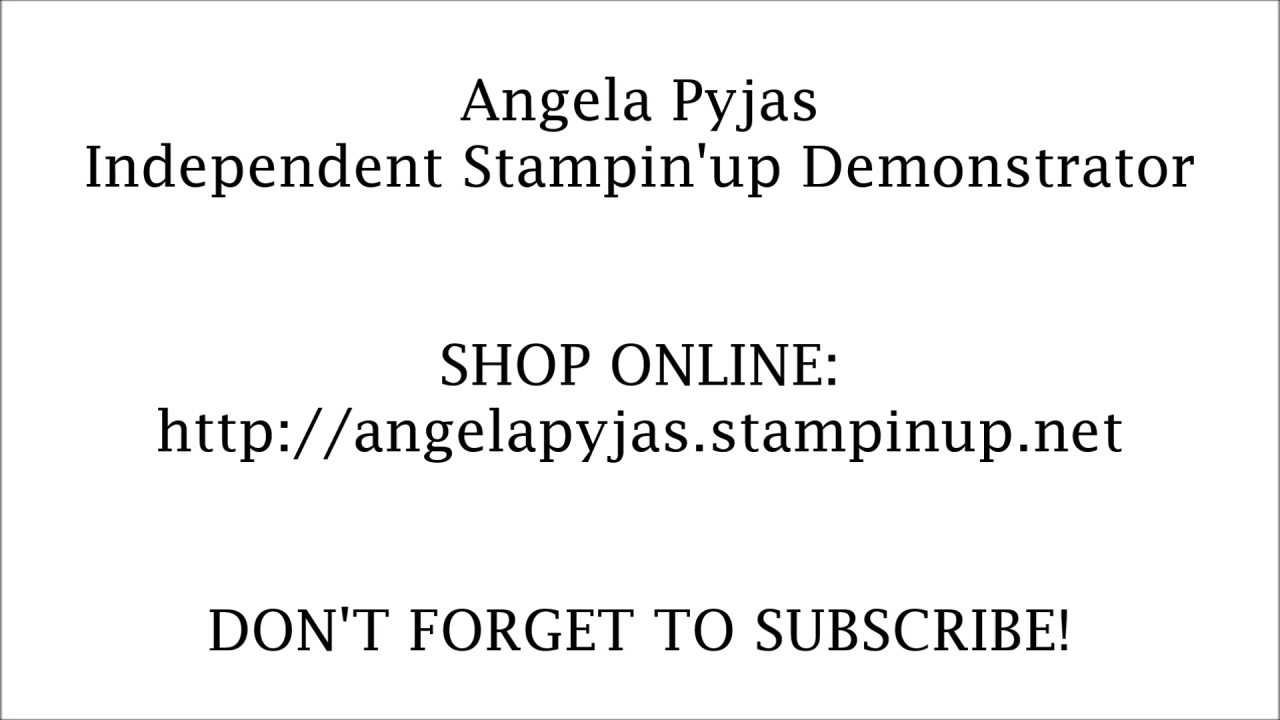 Angela Pyjas
Independent Stampin'up Demonstrator
SHOP ONLINE:
http://angelapyjas.stampinup.net
DON'T FORGET TO SUBSCRIBE!